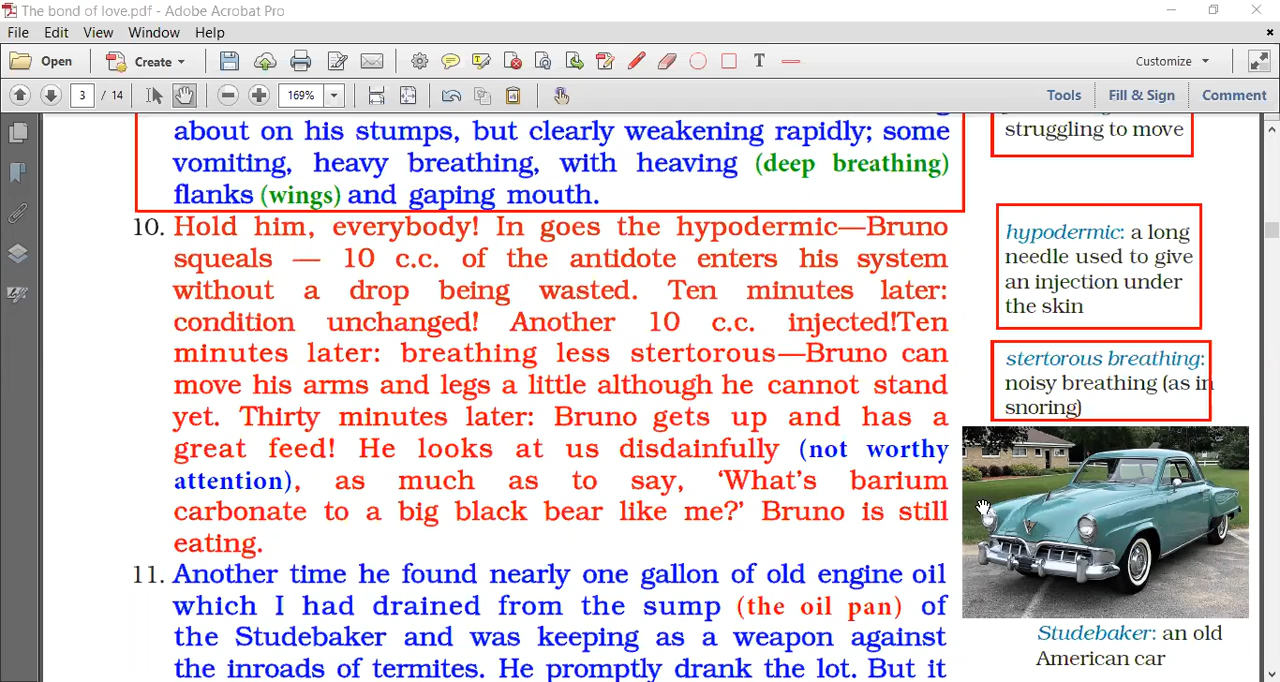 The bond of love.pdf - Adobe Acrobat Pro
File Edit View Window Help
Open Create Customize
3 / 14 169% Tools Fill & Sign Comment
about on his stumps, but clearly weakening rapidly; some
vomiting, heavy breathing, with heaving (deep breathing)
flanks (wings) and gaping mouth.
10. Hold him, everybody! In goes the hypodermic—Bruno
squeals — 10 c.c. of the antidote enters his system
without a drop being wasted. Ten minutes later:
condition unchanged! Another 10 c.c. injected!Ten
minutes later: breathing less stertorous—Bruno can
move his arms and legs a little although he cannot stand
yet. Thirty minutes later: Bruno gets up and has a
great feed! He looks at us disdainfully (not worthy
attention), as much as to say, ‘What’s barium
carbonate to a big black bear like me?’ Bruno is still
eating.
11. Another time he found nearly one gallon of old engine oil
which I had drained from the sump (the oil pan) of
the Studebaker and was keeping as a weapon against
the inroads of termites. He promptly drank the lot. But it
struggling to move
hypodermic: a long
needle used to give
an injection under
the skin
stertorous breathing:
noisy breathing (as in
snoring)
Studebaker: an old
American car